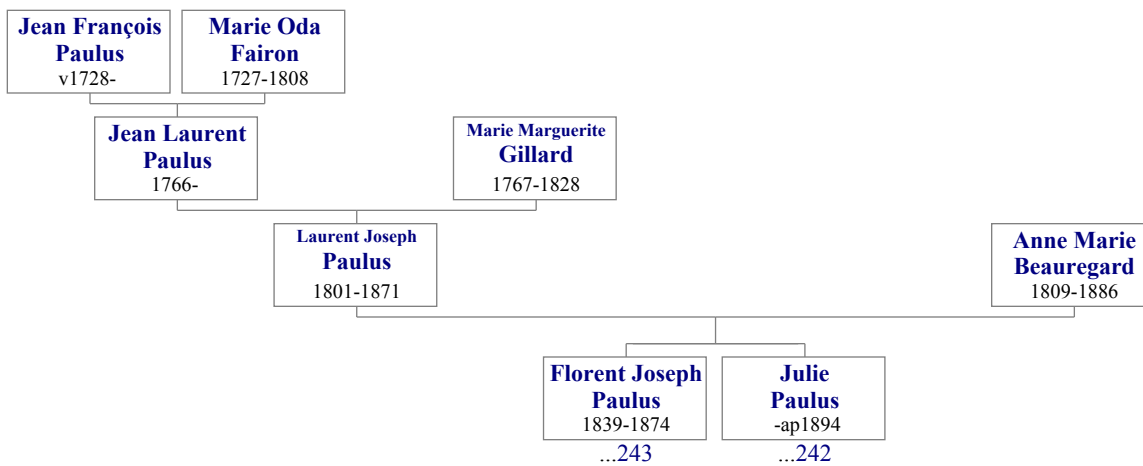 Jean François
Paulus
v1728-
Marie Oda
Fairon
1727-1808
Jean Laurent
Paulus
1766-
Marie Marguerite
Gillard
1767-1828
Laurent Joseph
Paulus
1801-1871
Anne Marie
Beauregard
1809-1886
Florent Joseph
Paulus
1839-1874
...243
Julie
Paulus
-ap1894
...242